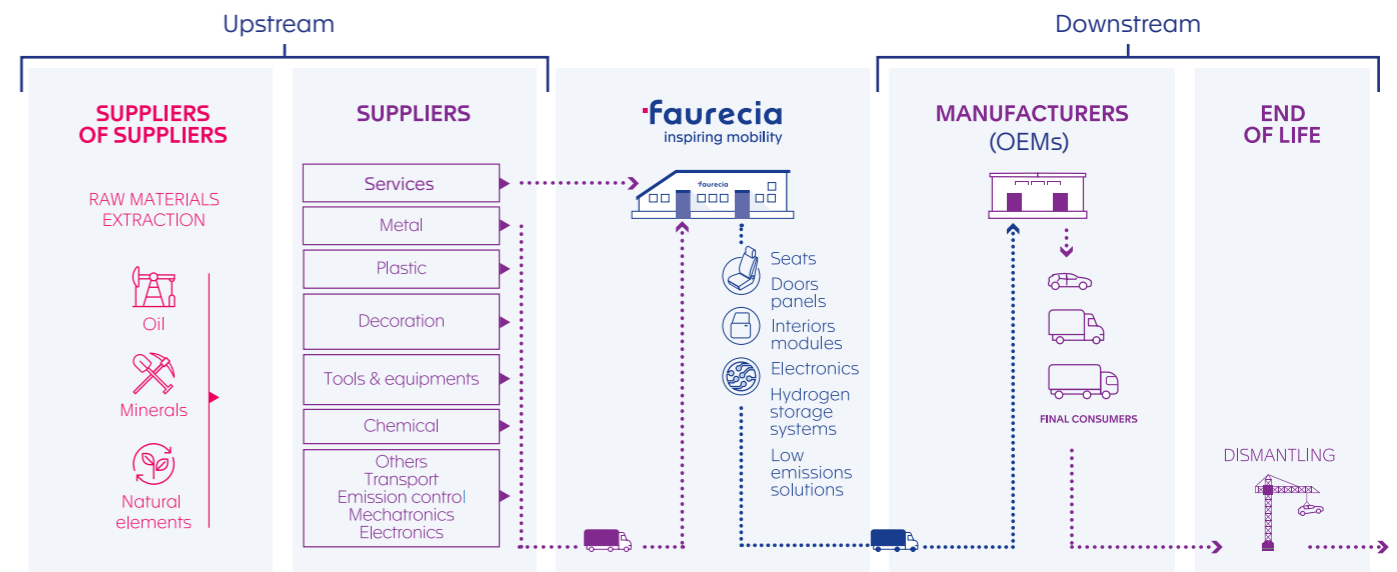 Upstream
Downstream
SUPPLIERS
OF SUPPLIERS
RAW MATERIALS
EXTRACTION
Oil
Minerals
Natural
elements
SUPPLIERS
Services
Metal
Plastic
Decoration
Tools & equipments
Chemical
Others
Transport
Emission control
Mechatronics
Electronics
faurecia
inspiring mobility
faurecia
Seats
Doors
panels
Interiors
modules
Electronics
Hydrogen
storage
systems
Low
emissions
solutions
MANUFACTURERS
(OEMs)
FINAL CONSUMERS
END
OF LIFE
DISMANTLING